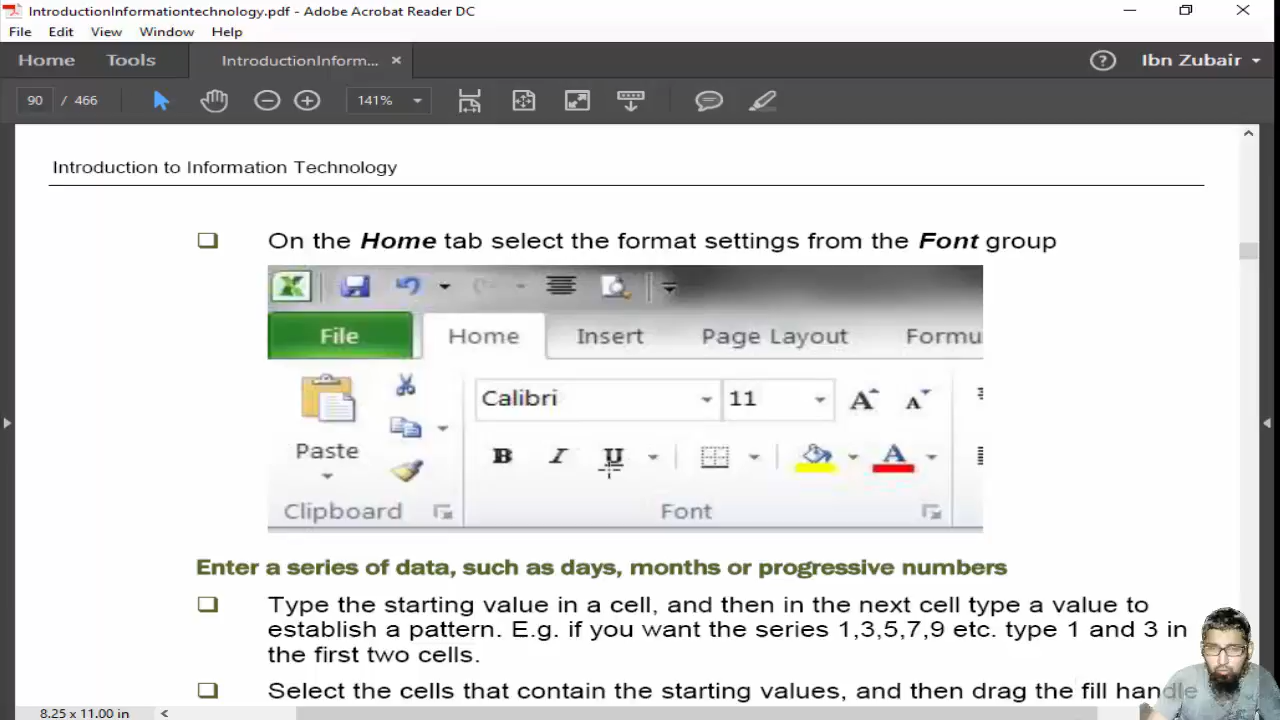 IntroductionInformationtechnology.pdf - Adobe Acrobat Reader DC
File Edit View Window Help
Home Tools IntroductionInform... × ? Ibn Zubair
90 / 466 141%
Introduction to Information Technology
On the Home tab select the format settings from the Font group
File Home Insert Page Layout Formu
Calibri 11 A A
Paste B I U A
Clipboard Font
Enter a series of data, such as days, months or progressive numbers
Type the starting value in a cell, and then in the next cell type a value to
establish a pattern. E.g. if you want the series 1,3,5,7,9 etc. type 1 and 3 in
the first two cells.
Select the cells that contain the starting values, and then drag the fill handle
8.25 x 11.00 in